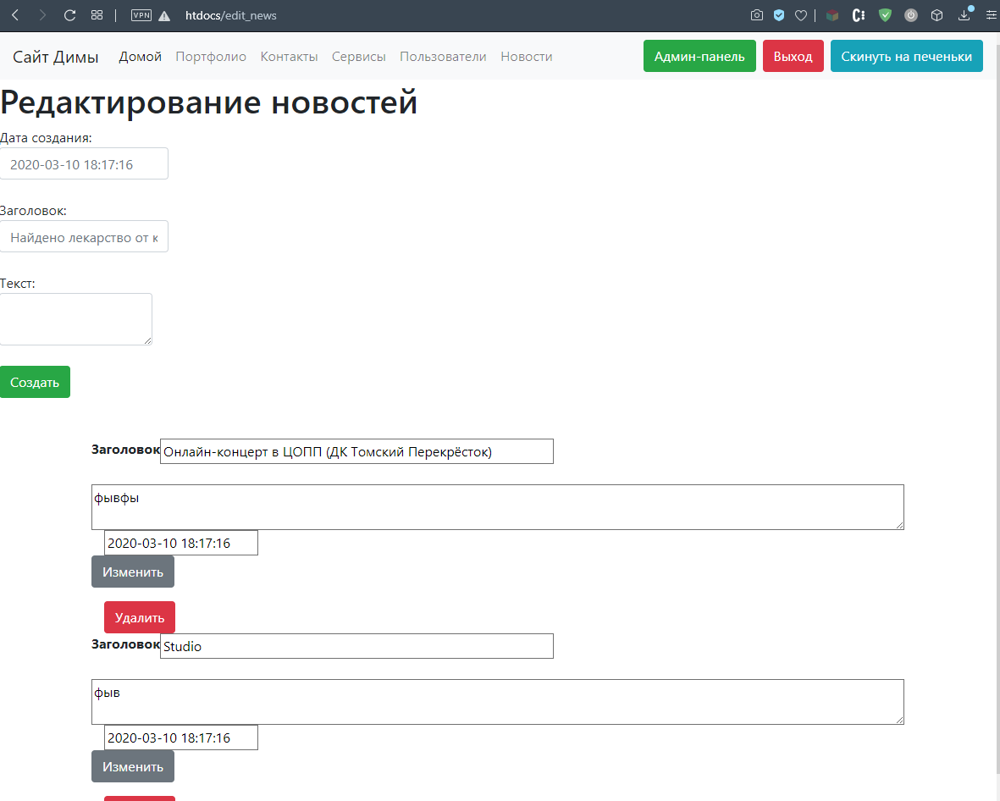 VPN htdocs/edit_news
Сайт Димы Домой Портфолио Контакты Сервисы Пользователи Новости Админ-панель Выход Скинуть на печеньки
Редактирование новостей
Дата создания:
2020-03-10 18:17:16
Заголовок:
Найдено лекарство от к
Текст:
Создать
Заголовок Онлайн-концерт в ЦОПП (ДК Томский Перекрёсток)
фывфы
2020-03-10 18:17:16
Изменить
Удалить
Заголовок Studio
фыв
2020-03-10 18:17:16
Изменить